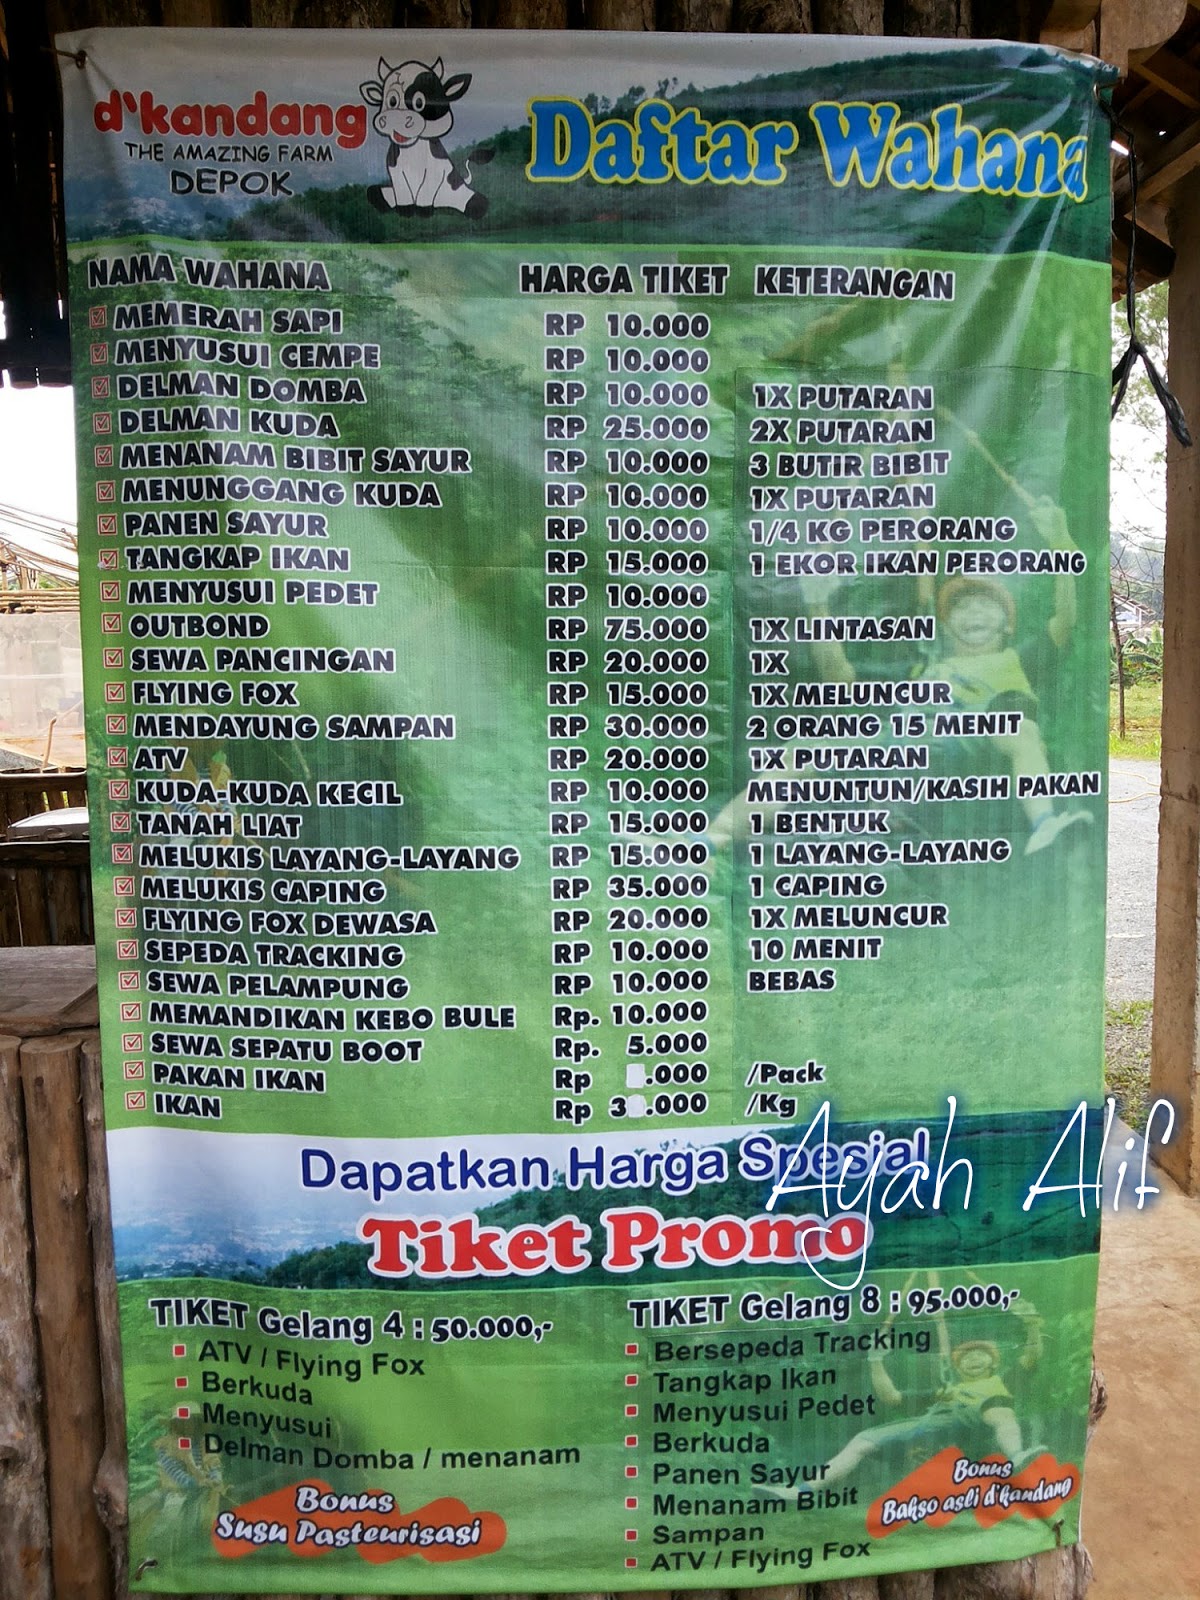 d'kandang
THE AMAZING FARM
DEPOK
Daftar Wahana
NAMA WAHANA HARGA TIKET KETERANGAN
MEMERAH SAPI RP 10.000
MENYUSUI CEMPE RP 10.000
DELMAN DOMBA RP 10.000 1X PUTARAN
DELMAN KUDA RP 25.000 2X PUTARAN
MENANAM BIBIT SAYUR RP 10.000 3 BUTIR BIBIT
MENUNGGANG KUDA RP 10.000 1X PUTARAN
PANEN SAYUR RP 10.000 1/4 KG PERORANG
TANGKAP IKAN RP 15.000 1 EKOR IKAN PERORANG
MENYUSUI PEDET RP 10.000
OUTBOND RP 75.000 1X LINTASAN
SEWA PANCINGAN RP 20.000 1X
FLYING FOX RP 15.000 1X MELUNCUR
MENDAYUNG SAMPAN RP 30.000 2 ORANG 15 MENIT
ATV RP 20.000 1X PUTARAN
KUDA-KUDA KECIL RP 10.000 MENUNTUN/KASIH PAKAN
TANAH LIAT RP 15.000 1 BENTUK
MELUKIS LAYANG-LAYANG RP 15.000 1 LAYANG-LAYANG
MELUKIS CAPING RP 35.000 1 CAPING
FLYING FOX DEWASA RP 20.000 1X MELUNCUR
SEPEDA TRACKING RP 10.000 10 MENIT
SEWA PELAMPUNG RP 10.000 BEBAS
MEMANDIKAN KEBO BULE Rp. 10.000
SEWA SEPATU BOOT Rp. 5.000
PAKAN IKAN Rp .000 /Pack
IKAN Rp 3 .000 /Kg
Dapatkan Harga Spesial
Ayah Alif
Tiket Promo
TIKET Gelang 4 : 50.000,-
ATV / Flying Fox
Berkuda
Menyusui
Delman Domba / menanam
Bonus
Susu Pasteurisasi
TIKET Gelang 8 : 95.000,-
Bersepeda Tracking
Tangkap Ikan
Menyusui Pedet
Berkuda
Panen Sayur
Menanam Bibit
Sampan
ATV / Flying Fox
Bonus
Bakso asli d'kandang